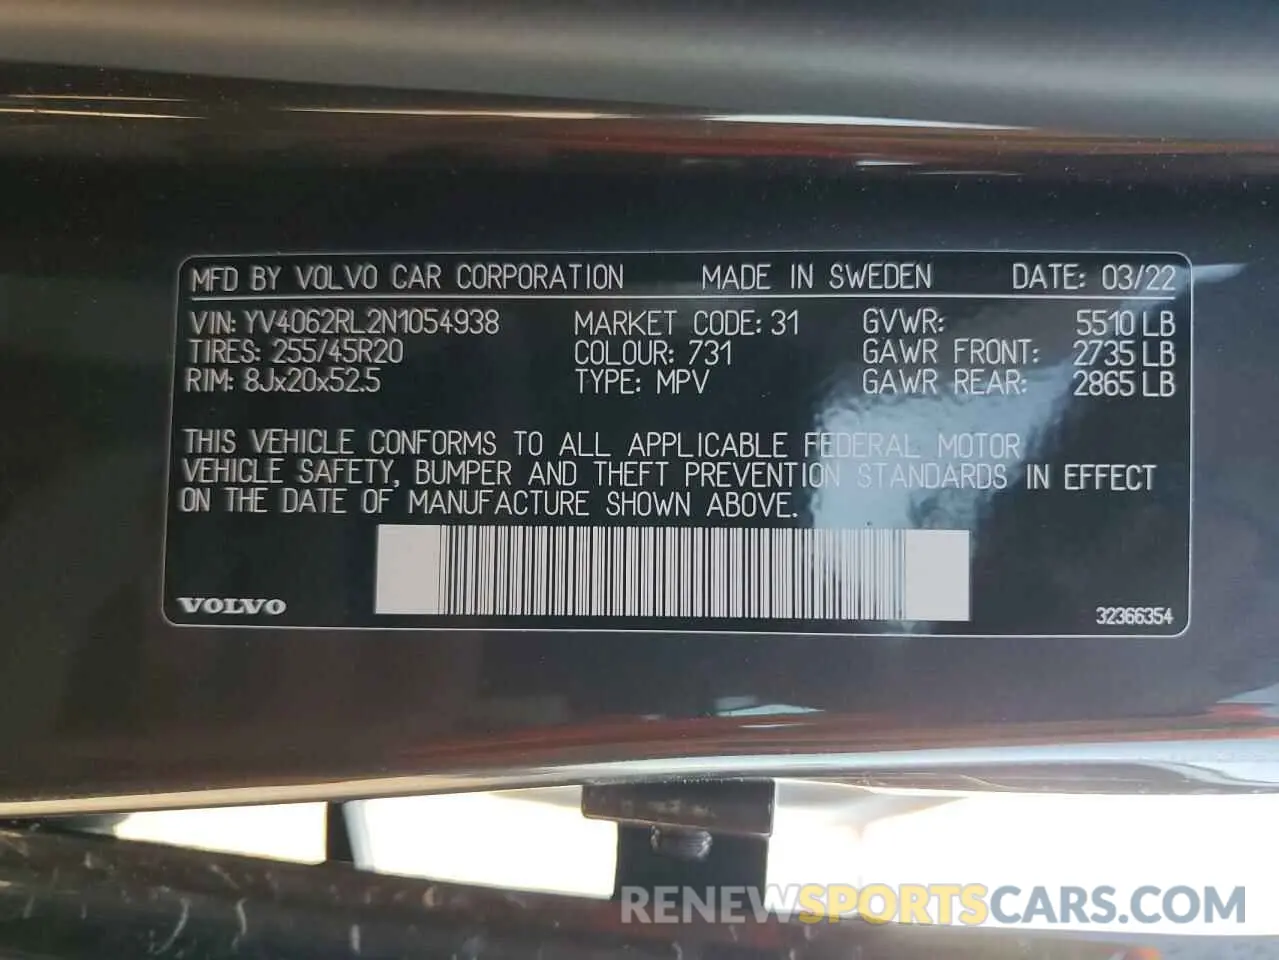 MFD BY VOLVO CAR CORPORATION MADE IN SWEDEN DATE: 03/22
VIN: YV4062RL2N1054938 MARKET CODE: 31 GVWR: 5510 LB
TIRES: 255/45R20 COLOUR: 731 GAWR FRONT: 2735 LB
RIM: 8Jx20x52.5 TYPE: MPV GAWR REAR: 2865 LB
THIS VEHICLE CONFORMS TO ALL APPLICABLE FEDERAL MOTOR
VEHICLE SAFETY, BUMPER AND THEFT PREVENTION STANDARDS IN EFFECT
ON THE DATE OF MANUFACTURE SHOWN ABOVE.
VOLVO 32366354
RENEWSPORTSCARS.COM